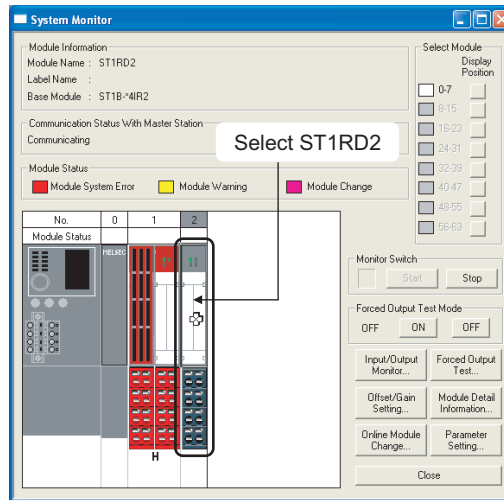 System Monitor
Module Information
Module Name : ST1RD2
Label Name :
Base Module : ST1B-*4IR2
Communication Status With Master Station
Communicating
Select ST1RD2
Module Status
Module System Error
Module Warning
Module Change
No. 0 1 2
Module Status
MELSEC
H
Select Module
Display
Position
0-7
8-15
16-23
24-31
32-39
40-47
48-55
56-63
Monitor Switch
Start
Stop
Forced Output Test Mode
OFF ON OFF
Input/Output
Monitor...
Forced Output
Test...
Offset/Gain
Setting...
Module Detail
Information...
Online Module
Change...
Parameter
Setting...
Close